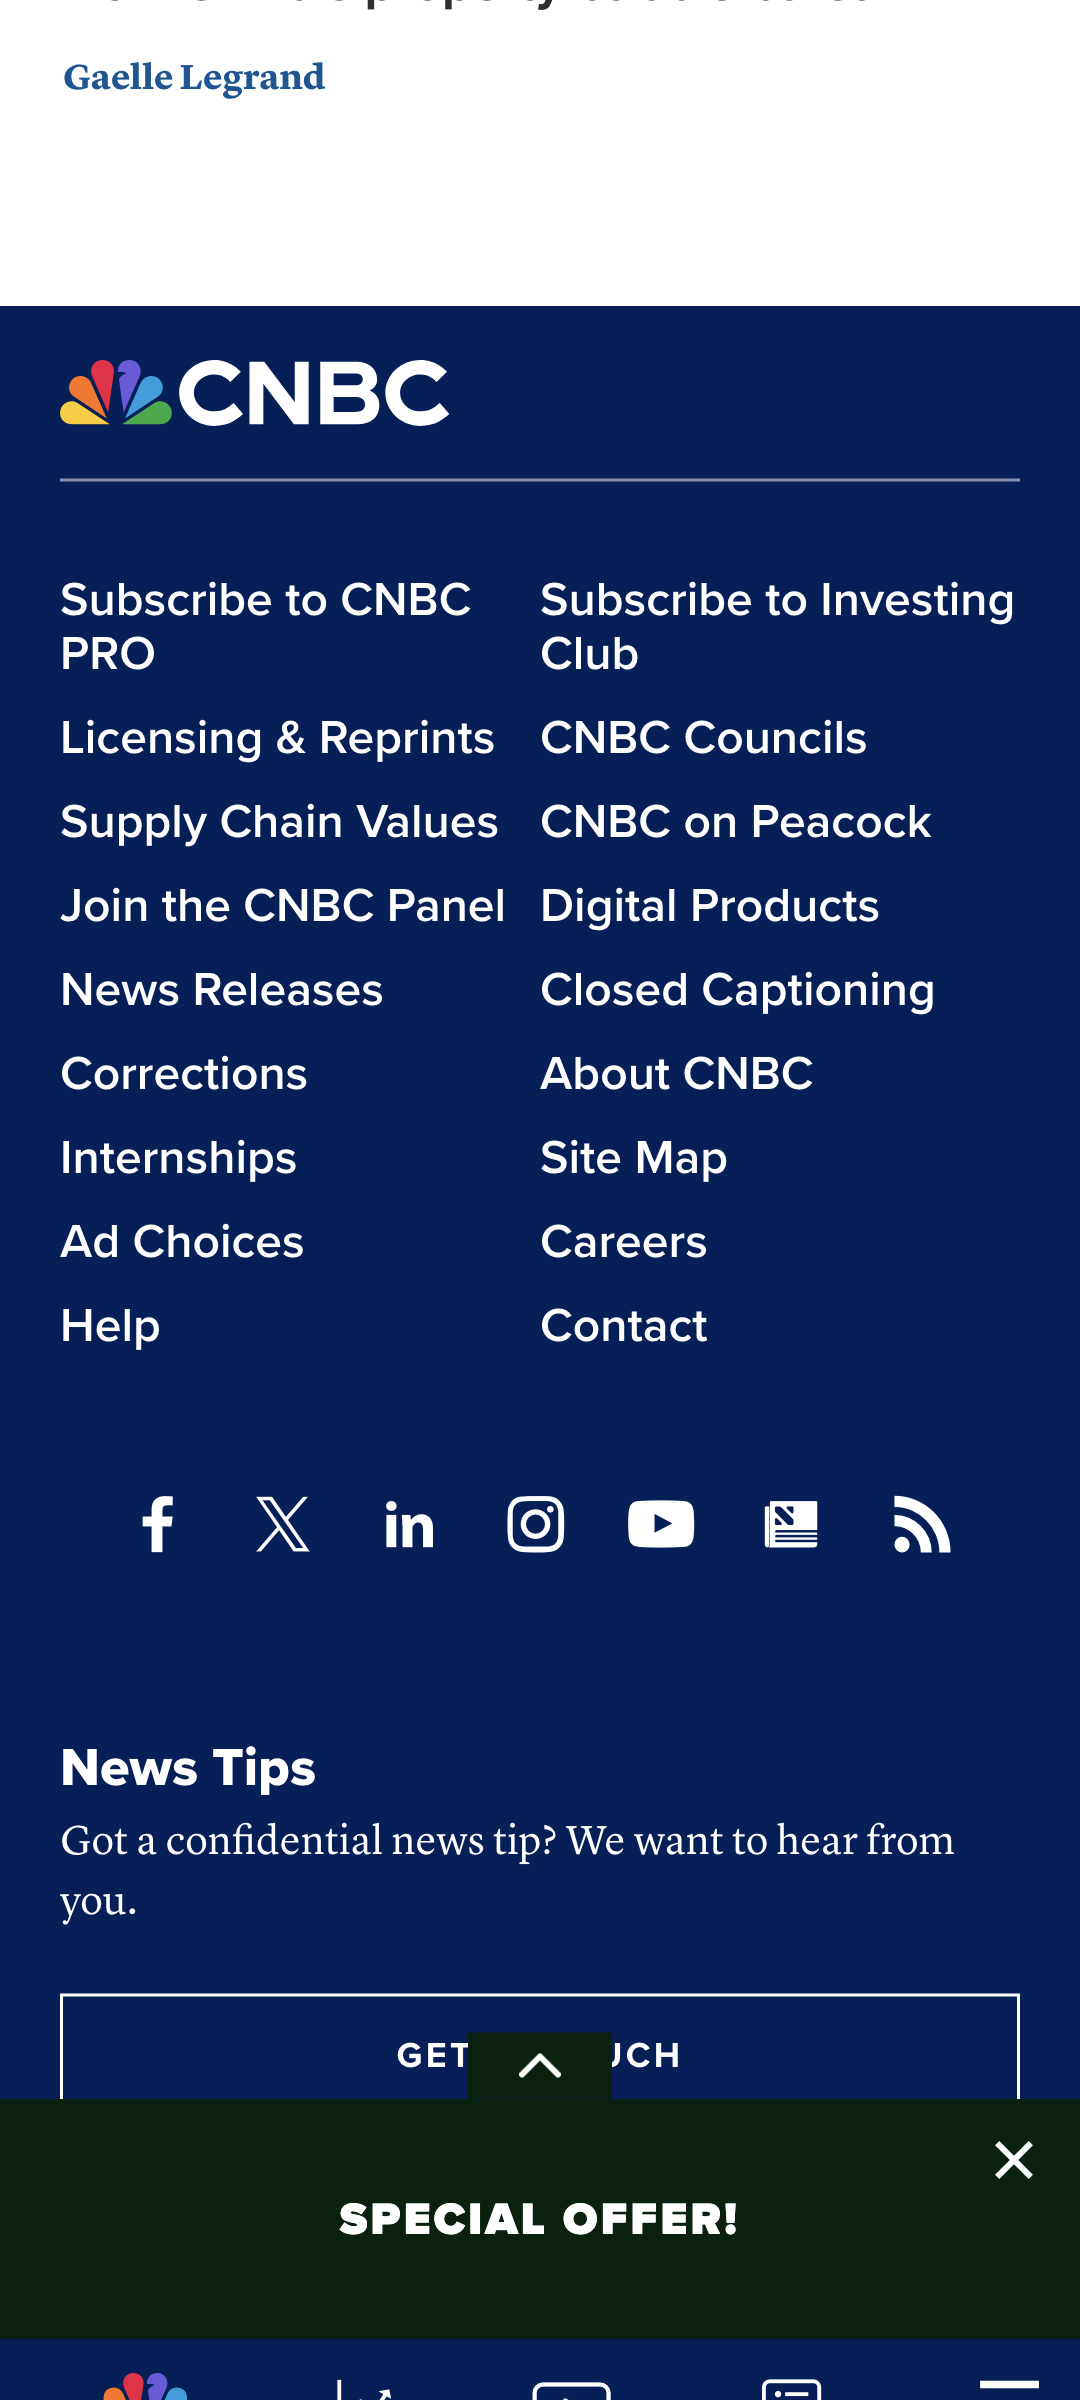 property
Gaelle Legrand
CNBC
Subscribe to CNBC PRO
Subscribe to Investing Club
Licensing & Reprints
CNBC Councils
Supply Chain Values
CNBC on Peacock
Join the CNBC Panel
Digital Products
News Releases
Closed Captioning
Corrections
About CNBC
Internships
Site Map
Ad Choices
Careers
Help
Contact
News Tips
Got a confidential news tip? We want to hear from
you.
GET
SPECIAL OFFER!